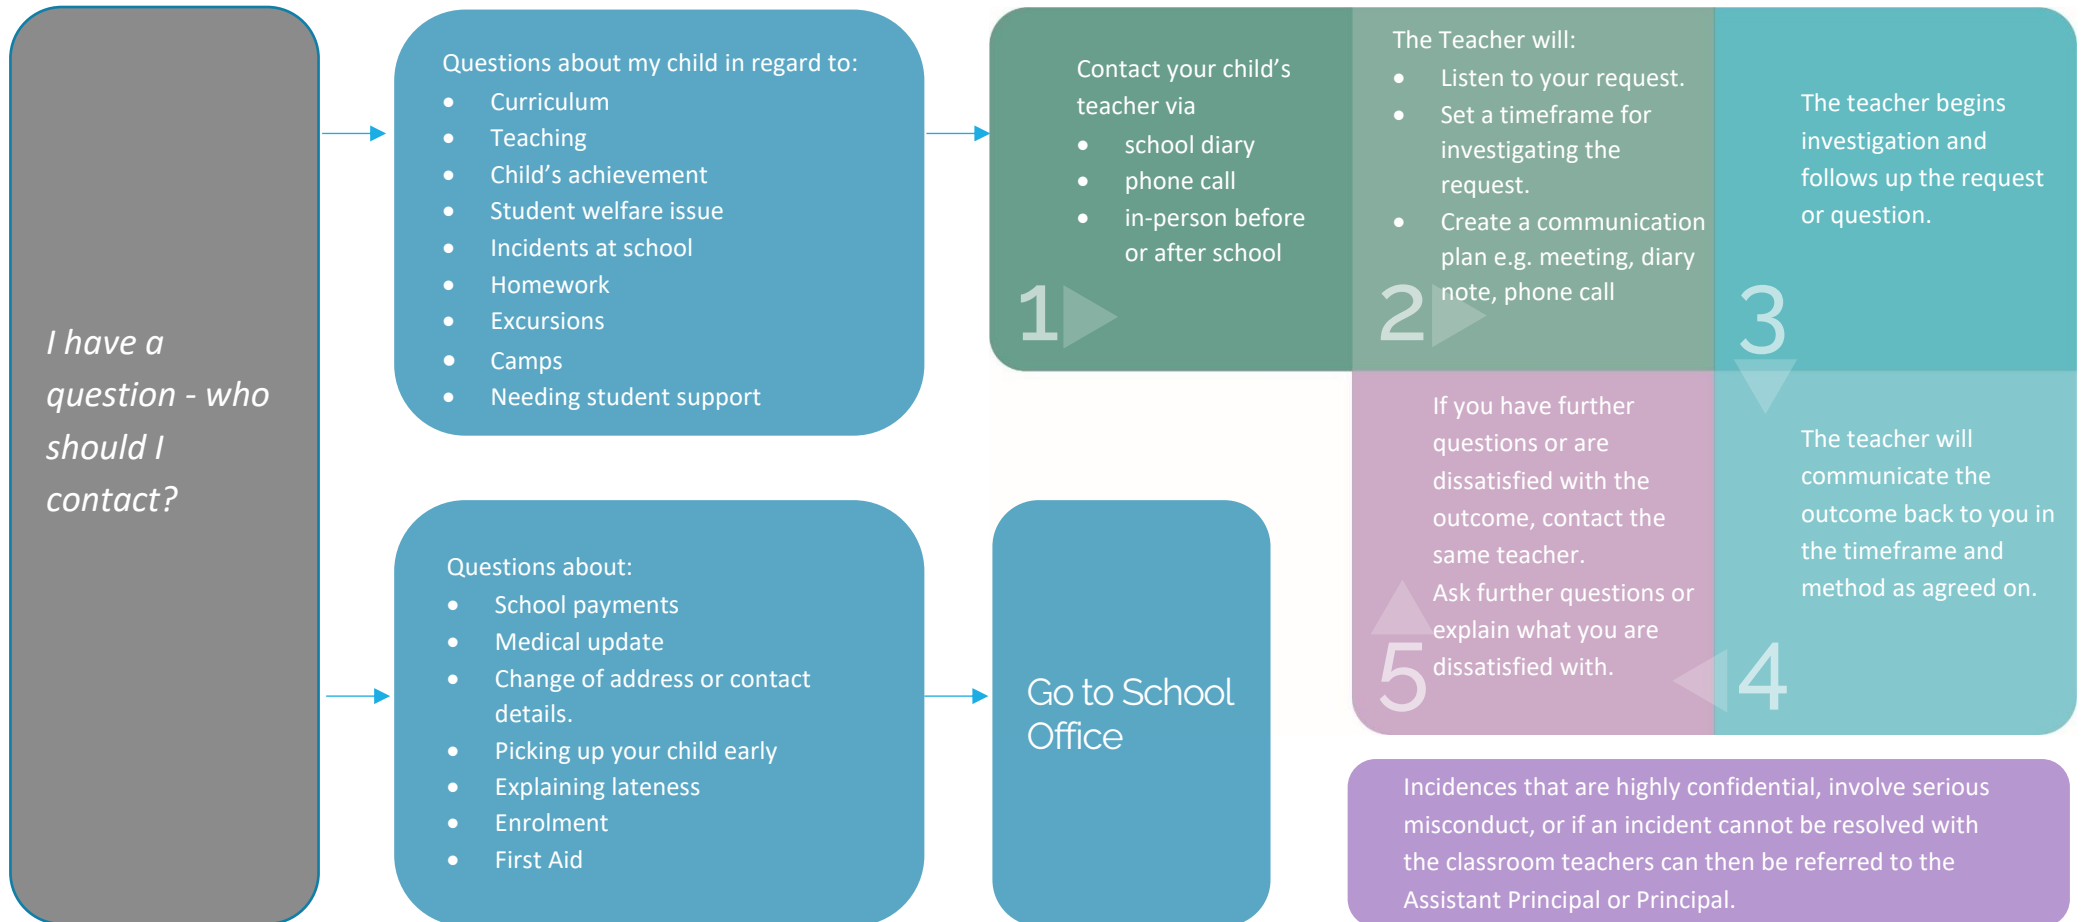 I have a
question - who
should I
contact?
Questions about my child in regard to:
• Curriculum
• Teaching
• Child’s achievement
• Student welfare issue
• Incidents at school
• Homework
• Excursions
• Camps
• Needing student support
Questions about:
• School payments
• Medical update
• Change of address or contact
details.
• Picking up your child early
• Explaining lateness
• Enrolment
• First Aid
Go to School
Office
Contact your child’s
teacher via
• school diary
• phone call
• in-person before
or after school
1
The Teacher will:
• Listen to your request.
• Set a timeframe for
investigating the
request.
• Create a communication
plan e.g. meeting, diary
note, phone call
2
The teacher begins
investigation and
follows up the request
or question.
3
The teacher will
communicate the
outcome back to you in
the timeframe and
method as agreed on.
4
If you have further
questions or are
dissatisfied with the
outcome, contact the
same teacher.
Ask further questions or
explain what you are
dissatisfied with.
5
Incidences that are highly confidential, involve serious
misconduct, or if an incident cannot be resolved with
the classroom teachers can then be referred to the
Assistant Principal or Principal.